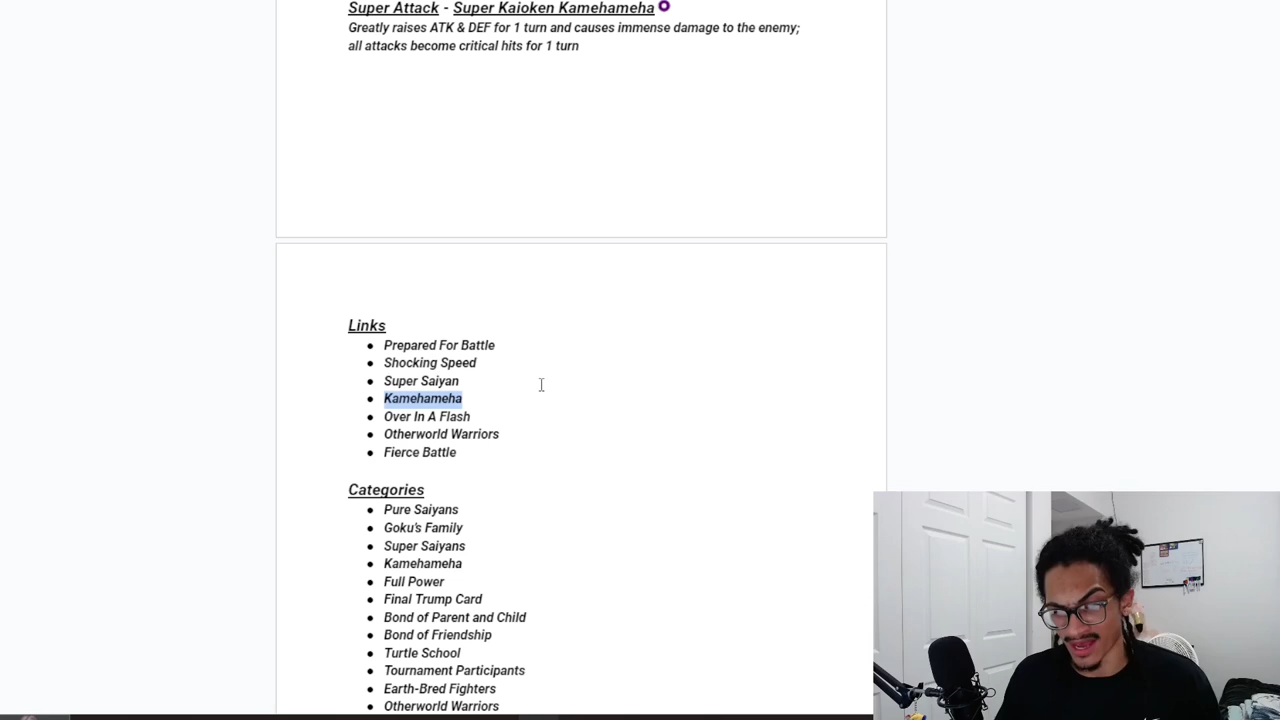 Super Attack - Super Kaioken Kamehameha
Greatly raises ATK & DEF for 1 turn and causes immense damage to the enemy;
all attacks become critical hits for 1 turn
Links
Prepared For Battle
Shocking Speed
Super Saiyan
Kamehameha
Over In A Flash
Otherworld Warriors
Fierce Battle
Categories
Pure Saiyans
Goku's Family
Super Saiyans
Kamehameha
Full Power
Final Trump Card
Bond of Parent and Child
Bond of Friendship
Turtle School
Tournament Participants
Earth-Bred Fighters
Otherworld Warriors